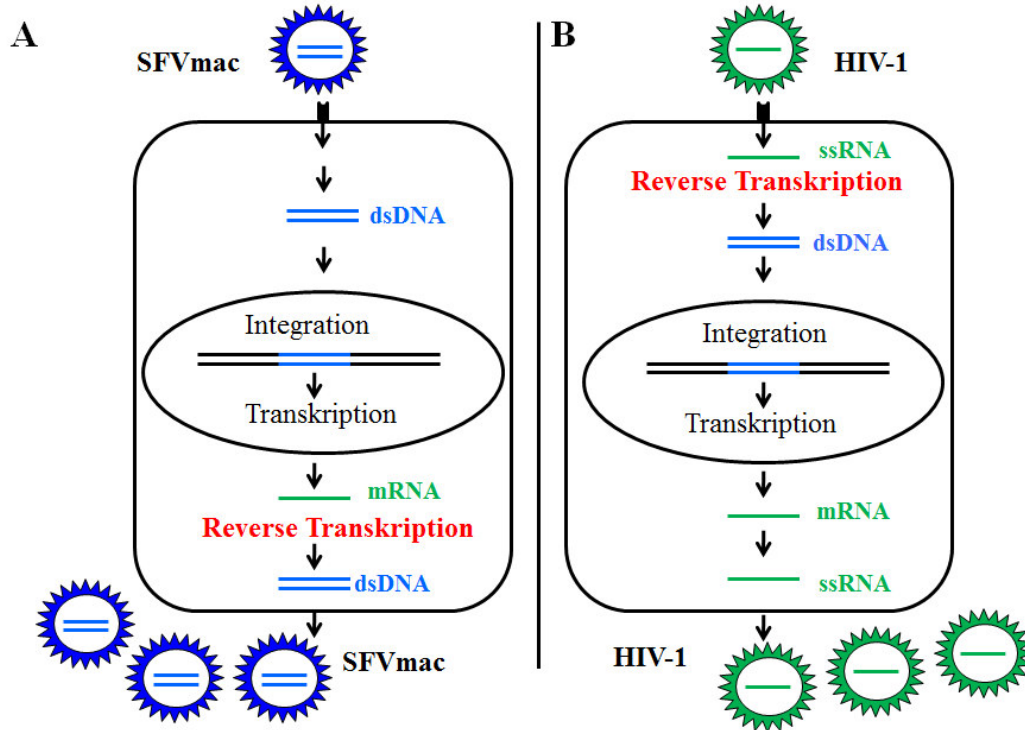 A
SFVmac
dsDNA
Integration
Transkription
mRNA
Reverse Transkription
dsDNA
SFVmac
B
HIV-1
ssRNA
Reverse Transkription
dsDNA
Integration
Transkription
mRNA
ssRNA
HIV-1